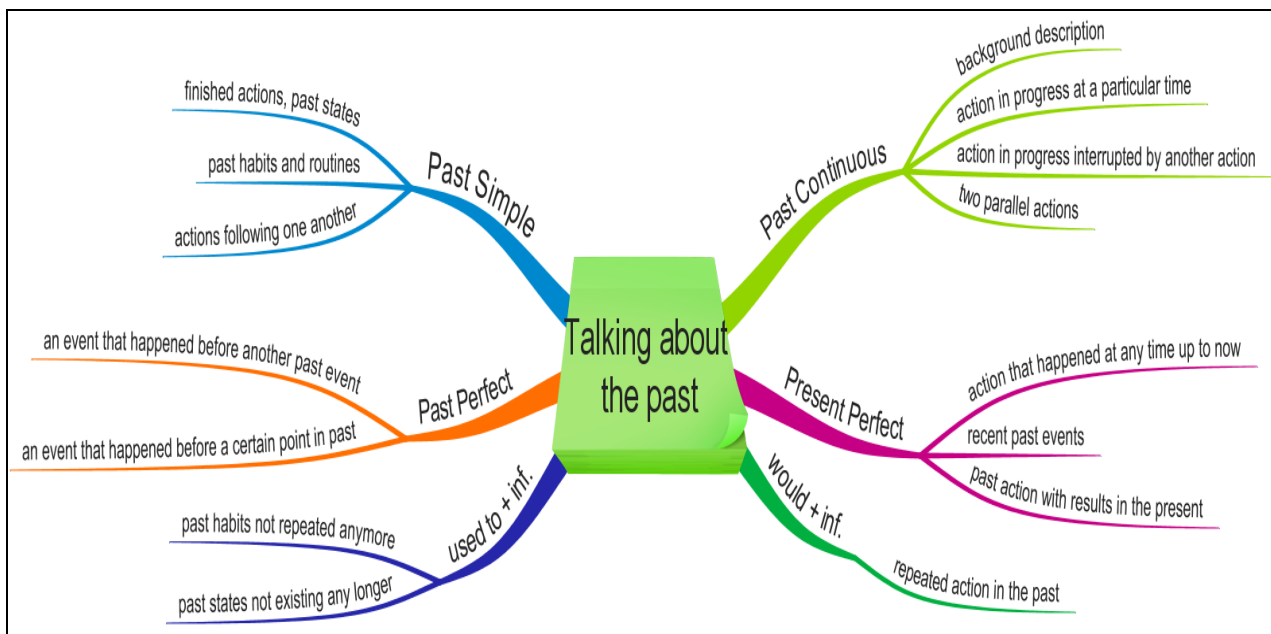 Talking about
the past
Past Simple
finished actions, past states
past habits and routines
actions following one another
Past Perfect
an event that happened before another past event
an event that happened before a certain point in past
used to + inf.
past habits not repeated anymore
past states not existing any longer
Past Continuous
background description
action in progress at a particular time
action in progress interrupted by another action
two parallel actions
Present Perfect
action that happened at any time up to now
recent past events
past action with results in the present
would + inf.
repeated action in the past